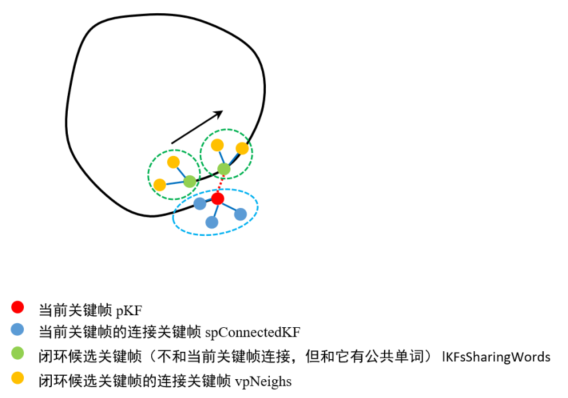 当前关键帧 pKF
当前关键帧的连接关键帧 spConnectedKF
闭环候选关键帧（不和当前关键帧连接，但和它有公共单词） lKFsSharingWords
闭环候选关键帧的连接关键帧 vpNeighs